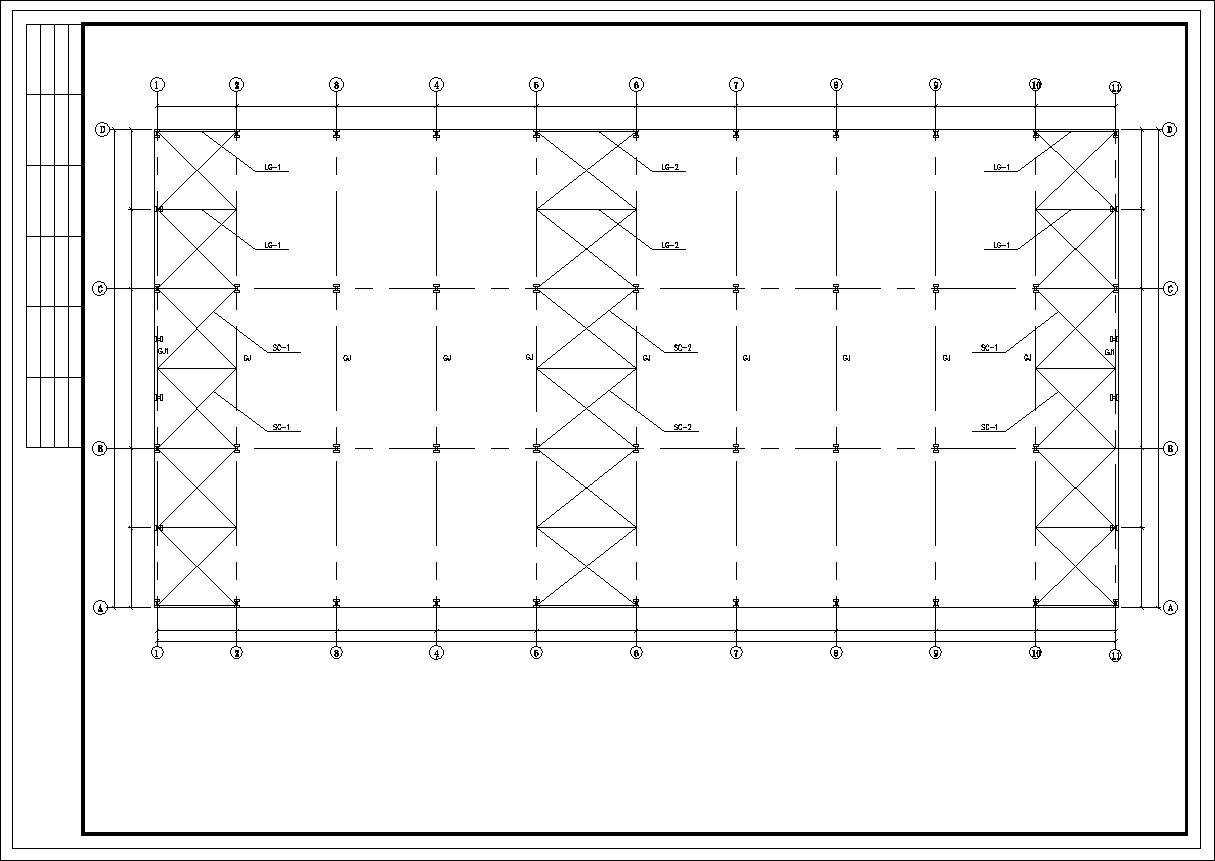 1 2 3 4 5 6 7 8 9 10 11
D D
LG-1 LG-2 LG-1
LG-1 LG-2 LG-1
C C
SC-1 SC-2 SC-1
GJ1 GJ GJ GJ GJ GJ GJ GJ GJ GJ GJ1
SC-1 SC-2 SC-1
B B
A A
1 2 3 4 5 6 7 8 9 10 11